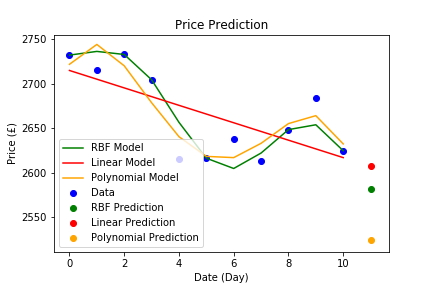 Price Prediction
2750
2700
2650
2600
2550
Price (£)
RBF Model
Linear Model
Polynomial Model
Data
RBF Prediction
Linear Prediction
Polynomial Prediction
0 2 4 6 8 10
Date (Day)